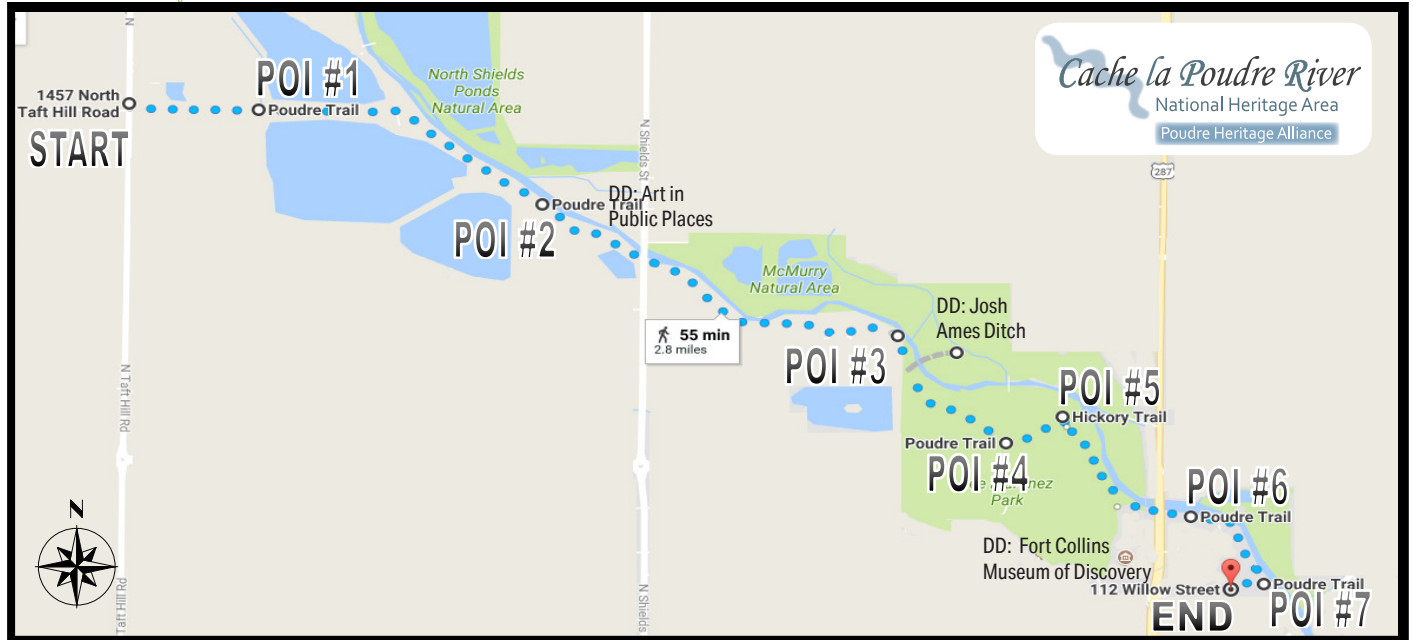 N
POI #1
1457 North
Taft Hill Road
Poudre Trail
START
North Shields
Ponds
Natural Area
N Shields St
Cache la Poudre River
National Heritage Area
Poudre Heritage Alliance
287
DD: Art in
Public Places
Poudre Trail
POI #2
McMurry
Natural Area
DD: Josh
Ames Ditch
55 min
2.8 miles
POI #3
N Taft Hill Rd
POI #5
Hickory Trail
Poudre Trail
POI #4
Park
POI #6
Poudre Trail
N
DD: Fort Collins
Museum of Discovery
112 Willow Street
END
Poudre Trail
POI #7
Taft Hill Rd
N Shields